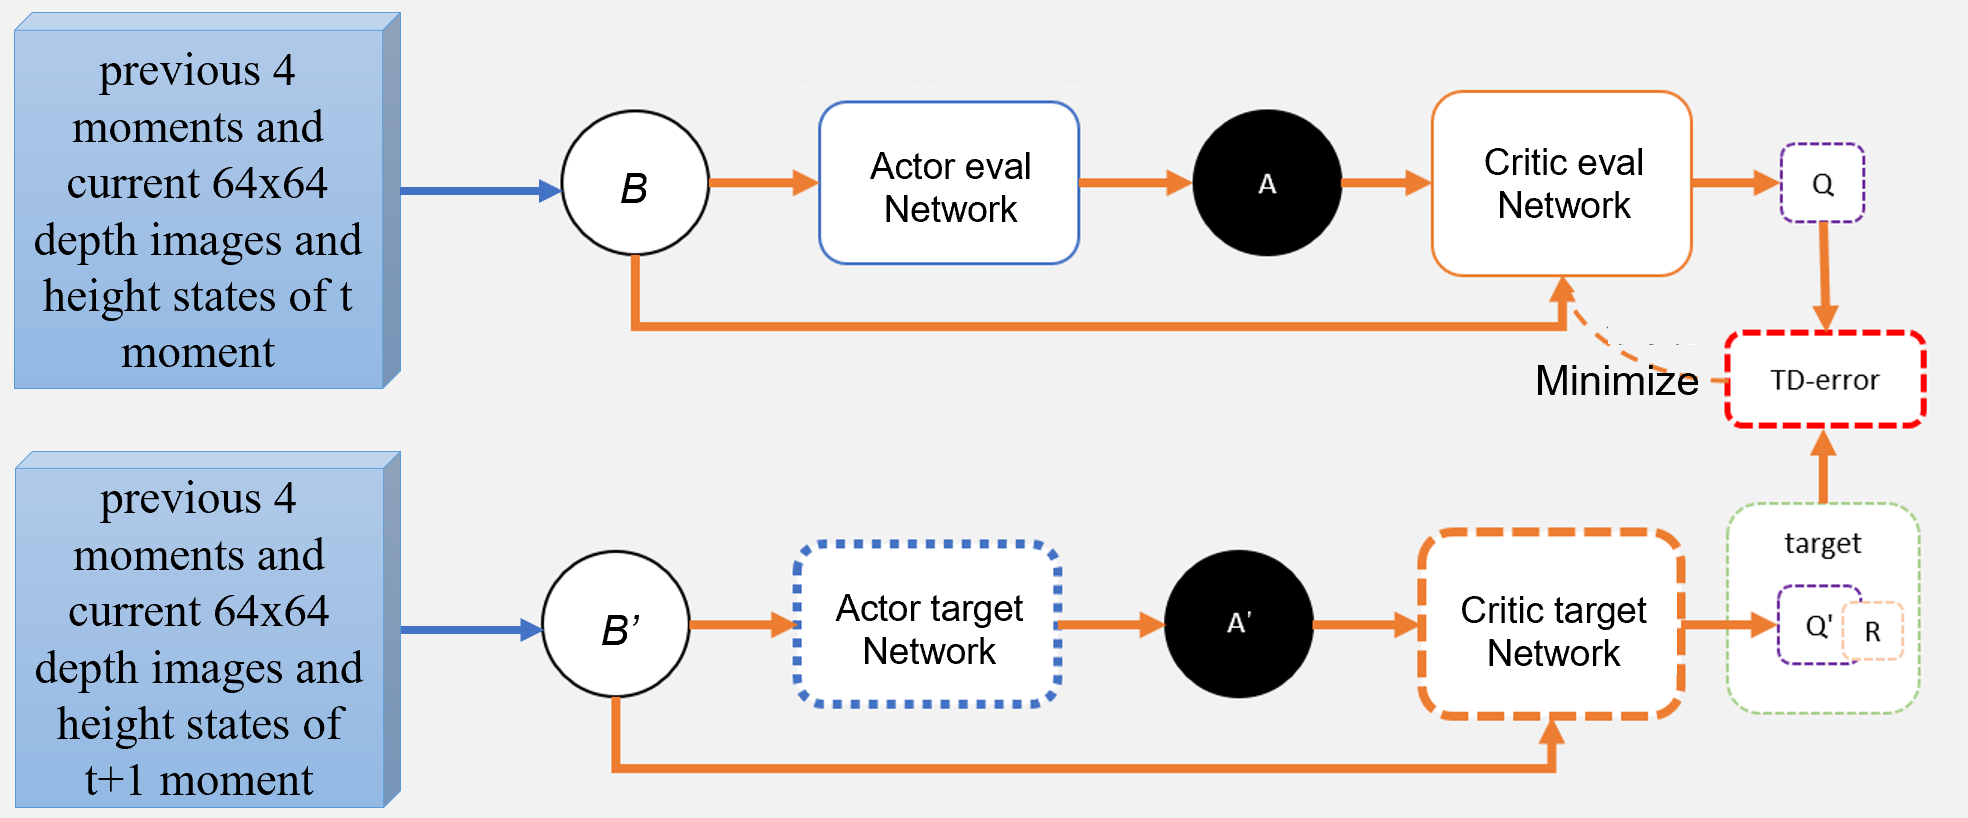 previous 4
moments and
current 64x64
depth images and
height states of t
moment
B
Actor eval
Network
A
Critic eval
Network
Q
Minimize
TD-error
previous 4
moments and
current 64x64
depth images and
height states of
t+1 moment
B’
Actor target
Network
A'
Critic target
Network
target
Q'
R